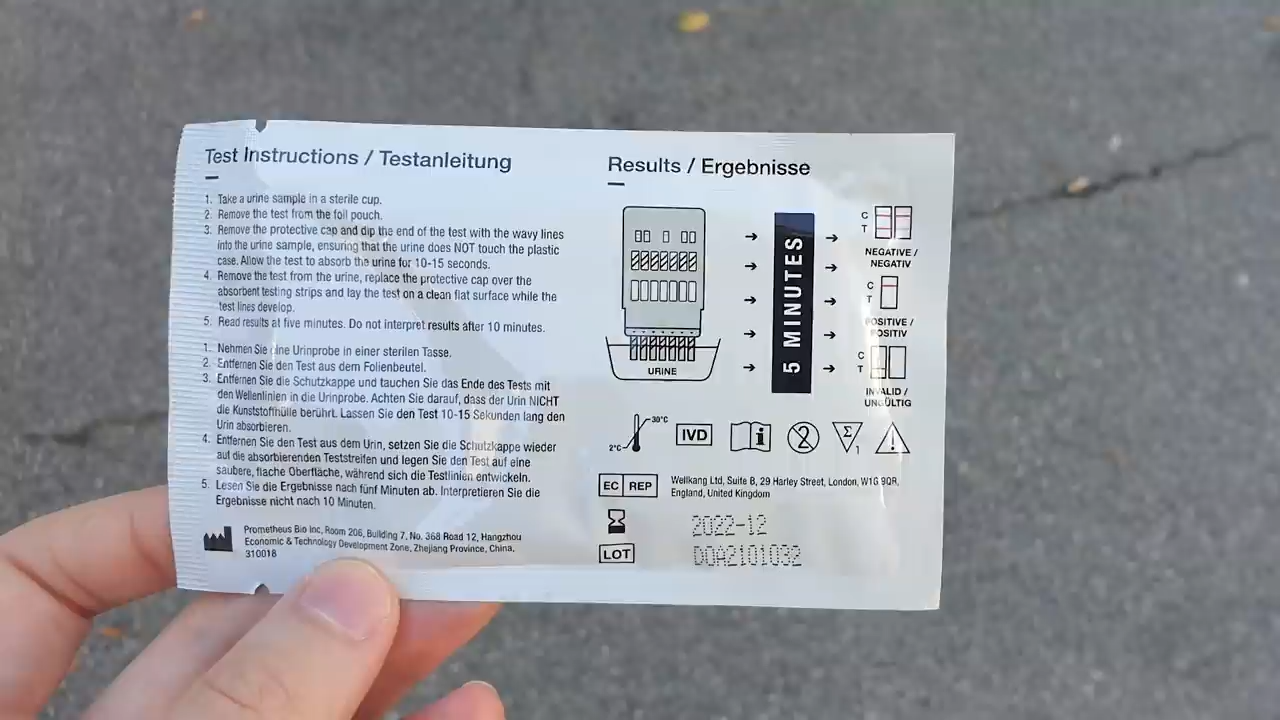 Test Instructions / Testanleitung
1. Take a urine sample in a sterile cup.
2. Remove the test from the foil pouch.
3. Remove the protective cap and dip the end of the test with the wavy lines
into the urine sample, ensuring that the urine does NOT touch the plastic
case. Allow the test to absorb the urine for 10-15 seconds.
4. Remove the test from the urine, replace the protective cap over the
absorbent testing strips and lay the test on a clean flat surface while the
test lines develop.
5. Read results at five minutes. Do not interpret results after 10 minutes.
1. Nehmen Sie eine Urinprobe in einer sterilen Tasse.
2. Entfernen Sie den Test aus dem Folienbeutel.
3. Entfernen Sie die Schutzkappe und tauchen Sie das Ende des Tests mit
den Wellenlinien in die Urinprobe. Achten Sie darauf, dass der Urin NICHT
die Kunststoffhülle berührt. Lassen Sie den Test 10-15 Sekunden lang den
Urin absorbieren.
4. Entfernen Sie den Test aus dem Urin, setzen Sie die Schutzkappe wieder
auf die absorbierenden Teststreifen und legen Sie den Test auf eine
saubere, flache Oberfläche, während sich die Testlinien entwickeln.
5. Lesen Sie die Ergebnisse nach fünf Minuten ab. Interpretieren Sie die
Ergebnisse nicht nach 10 Minuten.
Prometheus Bio Inc, Room 206, Building 7, No. 368 Road 12, Hangzhou
Economic & Technology Development Zone, Zhejiang Province, China,
310018
Results / Ergebnisse
URINE
5 MINUTES
C
T
NEGATIVE /
NEGATIV
C
T
POSITIVE /
POSITIV
C
T
INVALID /
UNGÜLTIG
30°C
2°C
IVD
i
2
Σ
1
EC REP
Wellkang Ltd, Suite B, 29 Harley Street, London, W1G 9QR,
England, United Kingdom
2022-12
LOT
DOA2101032